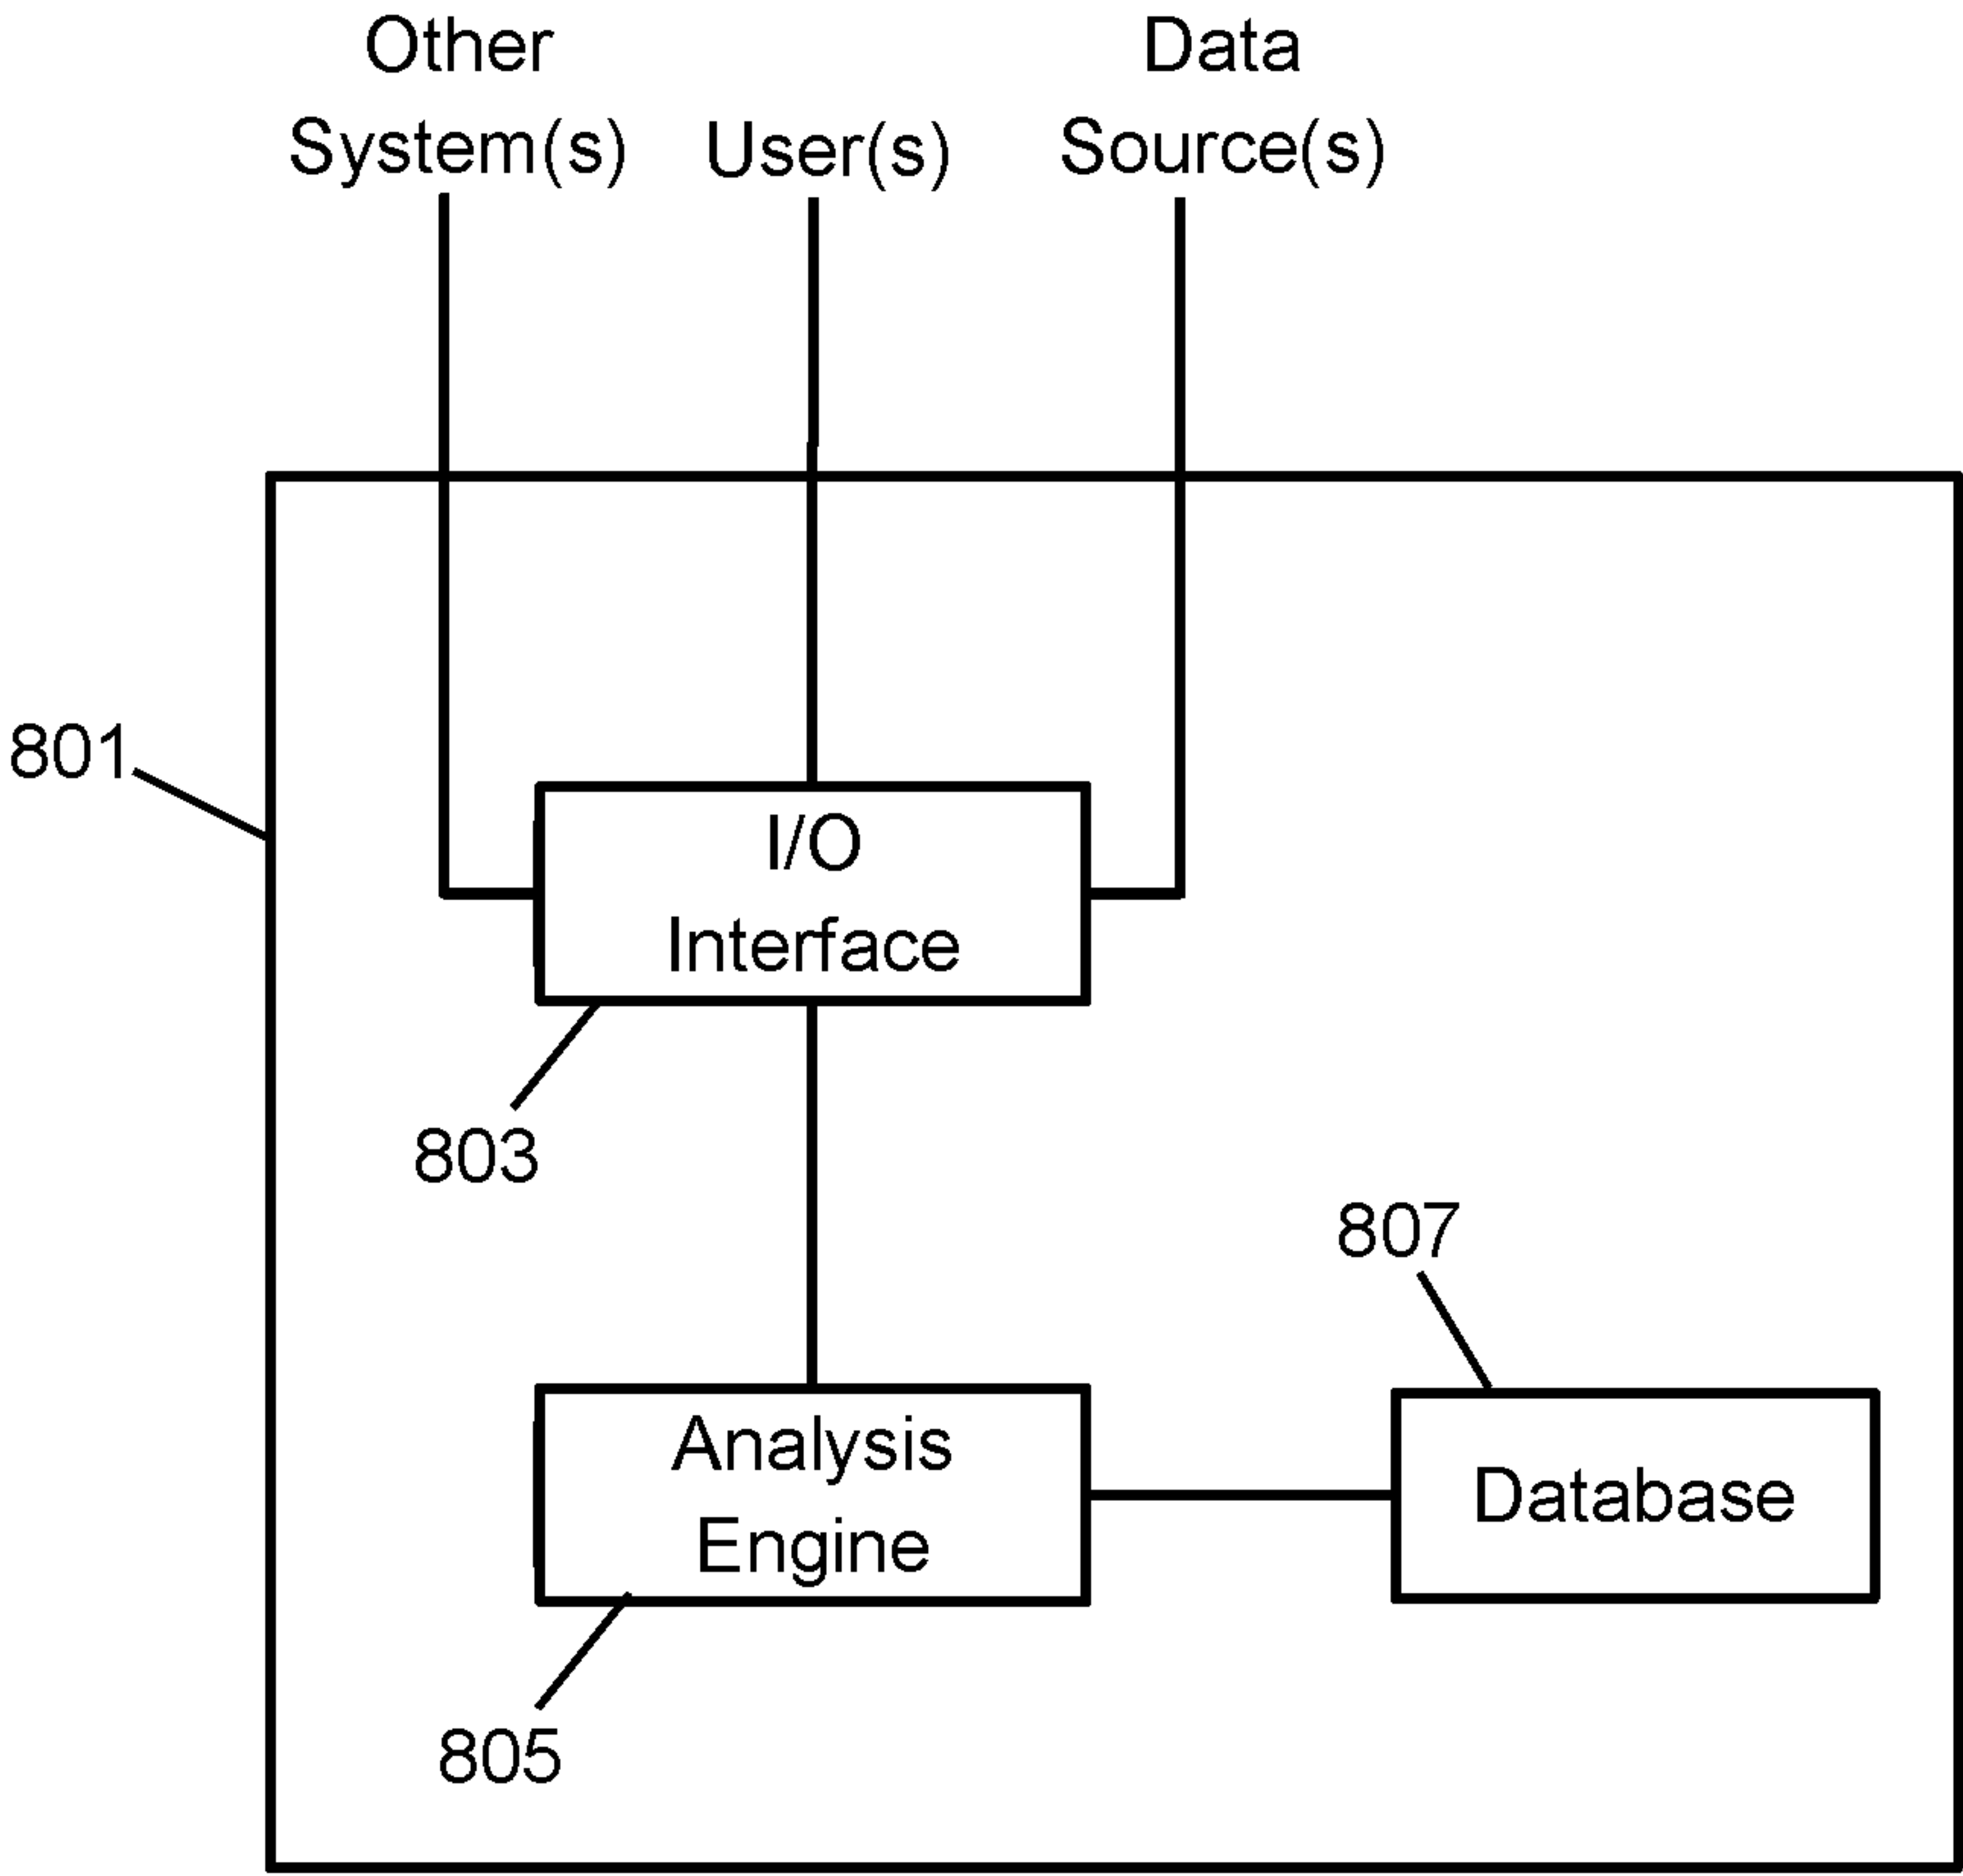 Other
System(s)
User(s)
Data
Source(s)
801
I/O
Interface
803
807
Analysis
Engine
Database
805